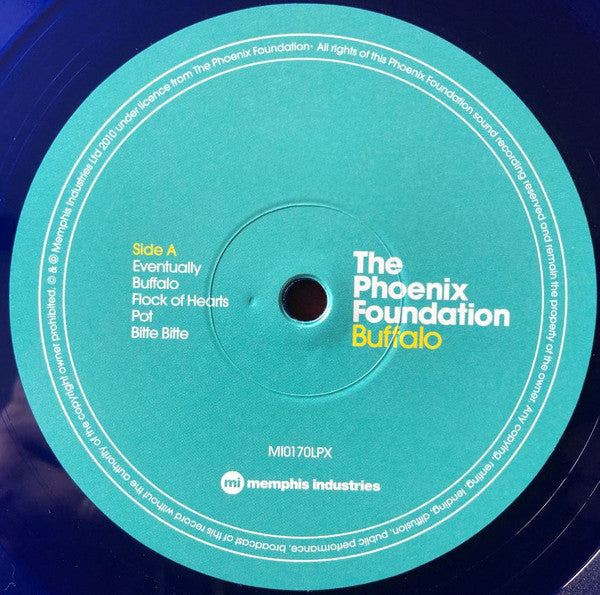 Side A
Eventually
Buffalo
Flock of Hearts
Pot
Bitte Bitte
The
Phoenix
Foundation
Buffalo
MI0170LPX
mi memphis industries
℗ & © Memphis Industries Ltd 2010 under licence from The Phoenix Foundation· All rights of this Phoenix Foundation sound recording reserved and remain the property of the owner. Any copying, renting, lending, diffusion, public performance, broadcast of this record without the authority of the copyright owner prohibited.